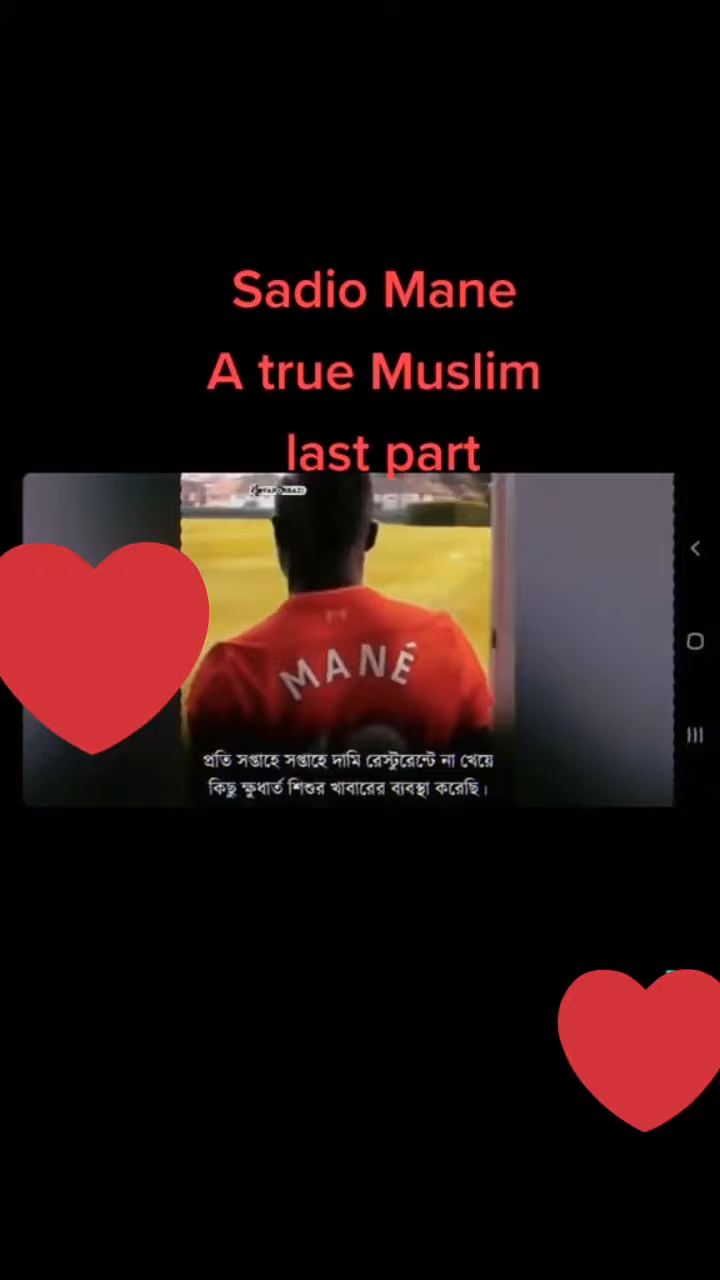 Sadio Mane
A true Muslim
last part
MANÉ
প্রতি সপ্তাহে সপ্তাহে দামি রেস্টুরেন্টে না খেয়ে
কিছু ক্ষুধার্ত শিশুর খাবারের ব্যবস্থা করেছি।